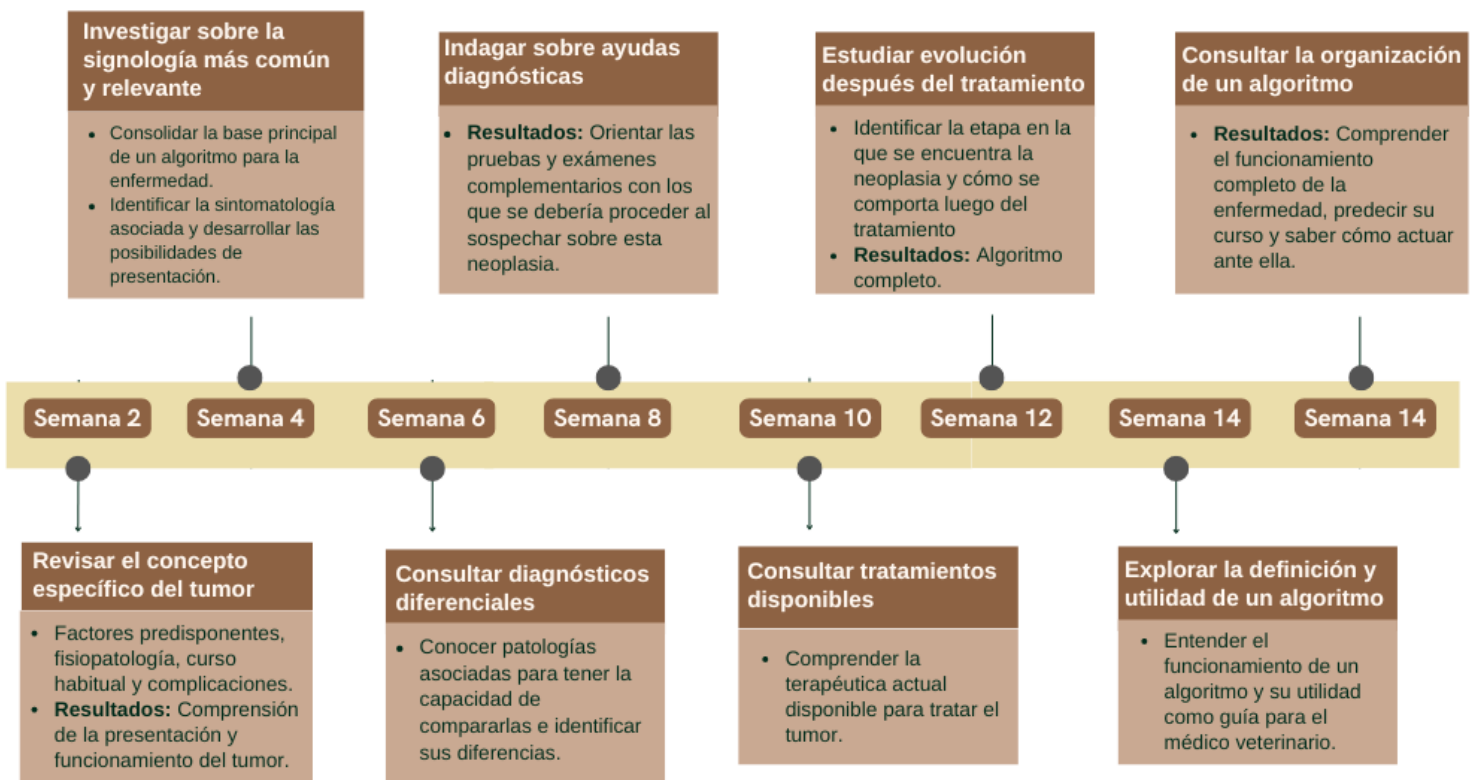 Investigar sobre la
signología más común
y relevante
• Consolidar la base principal
de un algoritmo para la
enfermedad.
• Identificar la sintomatología
asociada y desarrollar las
posibilidades de
presentación.
Indagar sobre ayudas
diagnósticas
• Resultados: Orientar las
pruebas y exámenes
complementarios con los
que se debería proceder al
sospechar sobre esta
neoplasia.
Estudiar evolución
después del tratamiento
• Identificar la etapa en la
que se encuentra la
neoplasia y cómo se
comporta luego del
tratamiento
• Resultados: Algoritmo
completo.
Consultar la organización
de un algoritmo
• Resultados: Comprender
el funcionamiento
completo de la
enfermedad, predecir su
curso y saber cómo actuar
ante ella.
Semana 2
Semana 4
Semana 6
Semana 8
Semana 10
Semana 12
Semana 14
Semana 14
Revisar el concepto
específico del tumor
• Factores predisponentes,
fisiopatología, curso
habitual y complicaciones.
• Resultados: Comprensión
de la presentación y
funcionamiento del tumor.
Consultar diagnósticos
diferenciales
• Conocer patologías
asociadas para tener la
capacidad de
compararlas e identificar
sus diferencias.
Consultar tratamientos
disponibles
• Comprender la
terapéutica actual
disponible para tratar el
tumor.
Explorar la definición y
utilidad de un algoritmo
• Entender el
funcionamiento de un
algoritmo y su utilidad
como guía para el
médico veterinario.